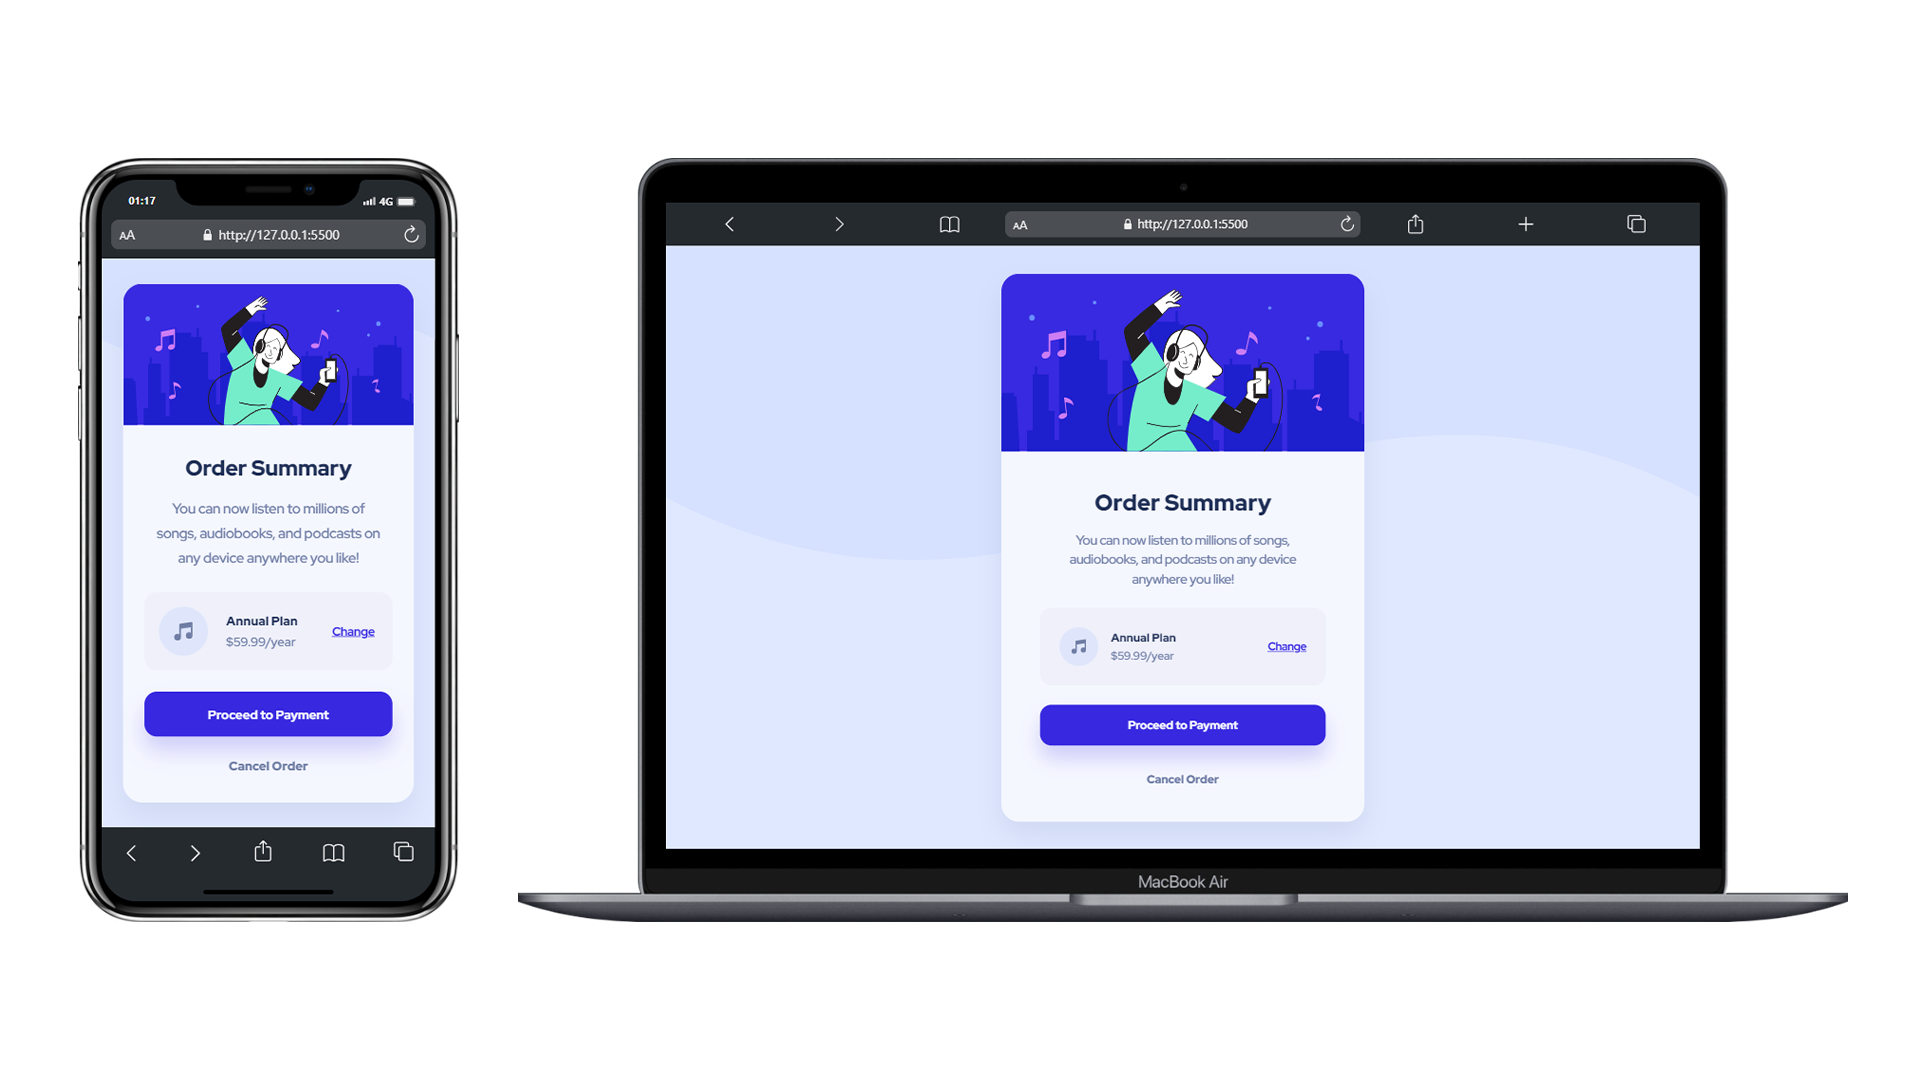 01:17
4G
AA
http://127.0.0.1:5500
Order Summary
You can now listen to millions of
songs, audiobooks, and podcasts on
any device anywhere you like!
Annual Plan
$59.99/year
Change
Proceed to Payment
Cancel Order
AA
http://127.0.0.1:5500
Order Summary
You can now listen to millions of songs,
audiobooks, and podcasts on any device
anywhere you like!
Annual Plan
$59.99/year
Change
Proceed to Payment
Cancel Order
MacBook Air